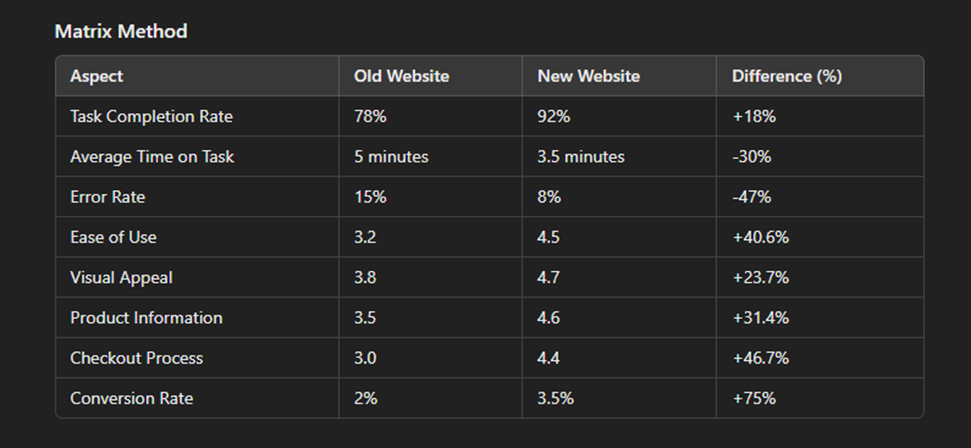 Matrix Method
Aspect Old Website New Website Difference (%)
Task Completion Rate 78% 92% +18%
Average Time on Task 5 minutes 3.5 minutes -30%
Error Rate 15% 8% -47%
Ease of Use 3.2 4.5 +40.6%
Visual Appeal 3.8 4.7 +23.7%
Product Information 3.5 4.6 +31.4%
Checkout Process 3.0 4.4 +46.7%
Conversion Rate 2% 3.5% +75%